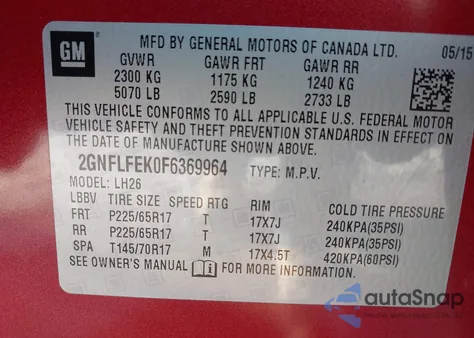 GM
MFD BY GENERAL MOTORS OF CANADA LTD. 05/15
GVWR GAWR FRT GAWR RR
2300 KG 1175 KG 1240 KG
5070 LB 2590 LB 2733 LB
THIS VEHICLE CONFORMS TO ALL APPLICABLE U.S. FEDERAL MOTOR
VEHICLE SAFETY AND THEFT PREVENTION STANDARDS IN EFFECT ON
THE DATE OF MANUFACTURE SHOWN ABOVE.
2GNFLFEK0F6369964 TYPE: M.P.V.
MODEL: LH26
LBBV TIRE SIZE SPEED RTG RIM COLD TIRE PRESSURE
FRT P225/65R17 T 17X7J 240KPA(35PSI)
RR P225/65R17 T 17X7J 240KPA(35PSI)
SPA T145/70R17 M 17X4.5T 420KPA(60PSI)
SEE OWNER'S MANUAL FOR MORE INFORMATION.
autoSnap